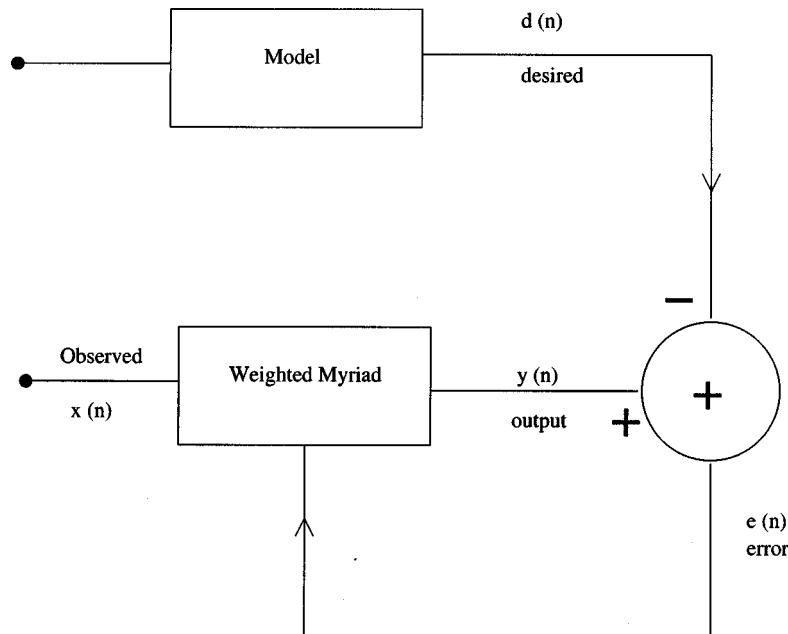 d (n)
Model
desired
−
Observed
x (n)
Weighted Myriad
y (n)
output
+
+
e (n)
error